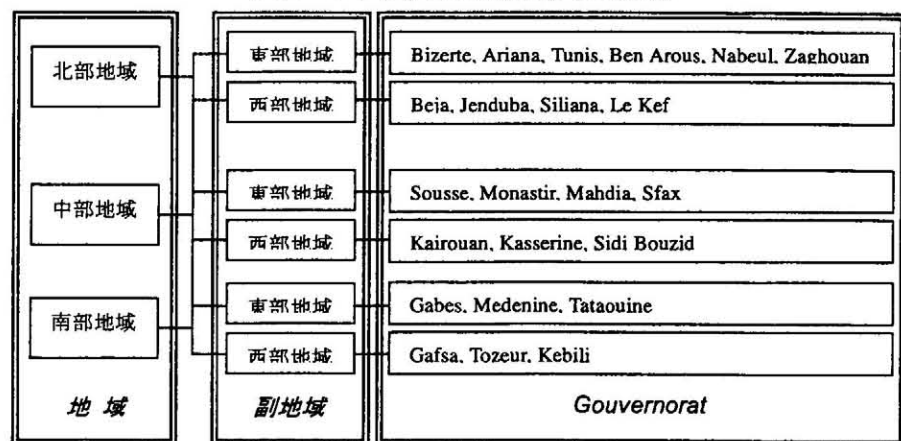 北部地域
東部地域 Bizerte, Ariana, Tunis, Ben Arous, Nabeul, Zaghouan
西部地域 Beja, Jenduba, Siliana, Le Kef
中部地域
東部地域 Sousse, Monastir, Mahdia, Sfax
西部地域 Kairouan, Kasserine, Sidi Bouzid
南部地域
東部地域 Gabes, Medenine, Tataouine
西部地域 Gafsa, Tozeur, Kebili
地 域 副地域 Gouvernorat